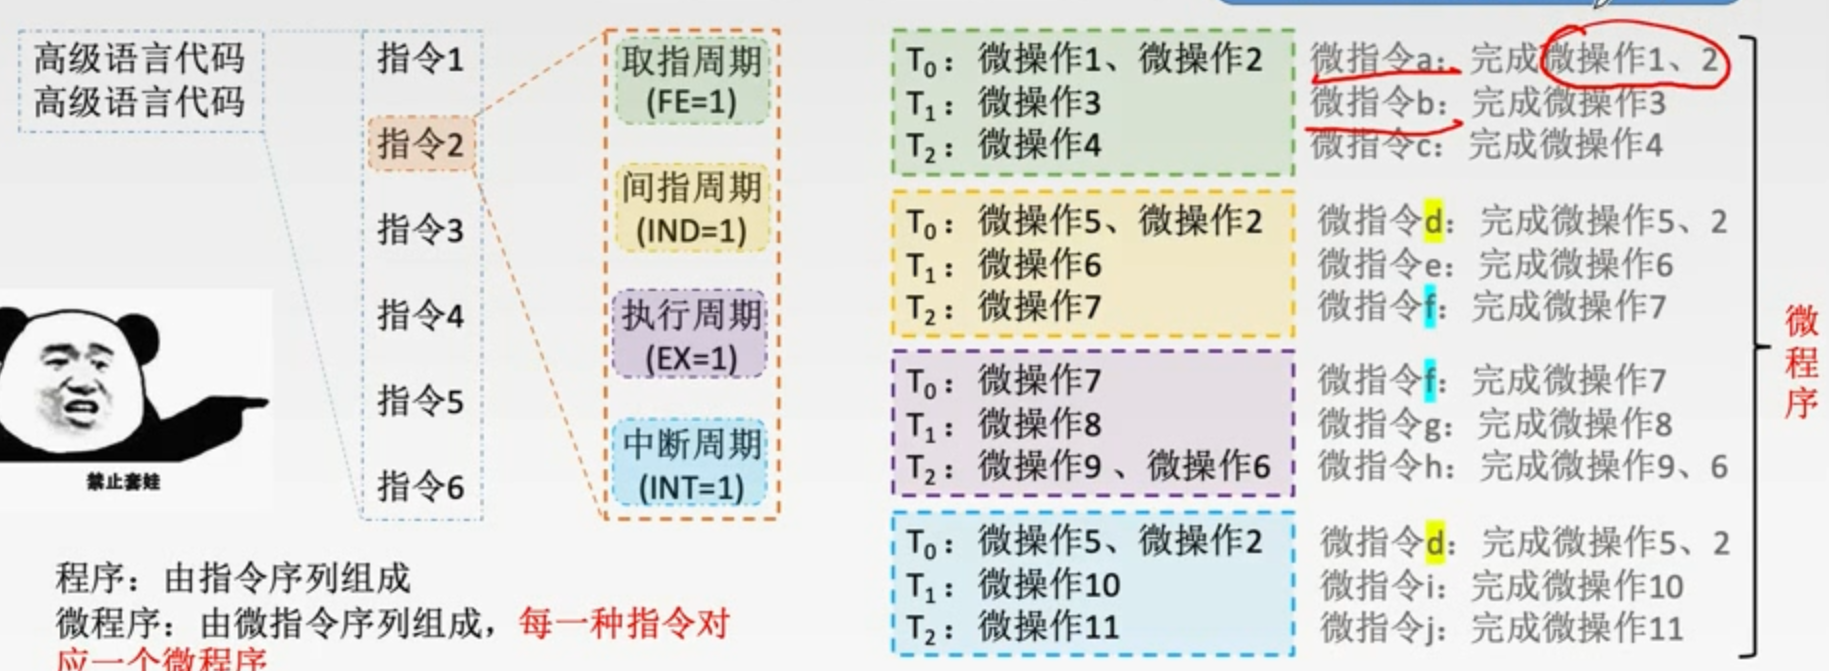 高级语言代码
高级语言代码
指令1
指令2
指令3
指令4
指令5
指令6
取指周期
(FE=1)
间指周期
(IND=1)
执行周期
(EX=1)
中断周期
(INT=1)
T₀：微操作1、微操作2
T₁：微操作3
T₂：微操作4
T₀：微操作5、微操作2
T₁：微操作6
T₂：微操作7
T₀：微操作7
T₁：微操作8
T₂：微操作9 、微操作6
T₀：微操作5、微操作2
T₁：微操作10
T₂：微操作11
微指令a：完成微操作1、2
微指令b：完成微操作3
微指令c：完成微操作4
微指令d：完成微操作5、2
微指令e：完成微操作6
微指令f：完成微操作7
微指令f：完成微操作7
微指令g：完成微操作8
微指令h：完成微操作9、6
微指令d：完成微操作5、2
微指令i：完成微操作10
微指令j：完成微操作11
微程序
禁止套娃
程序：由指令序列组成
微程序：由微指令序列组成，每一种指令对
应一个微程序